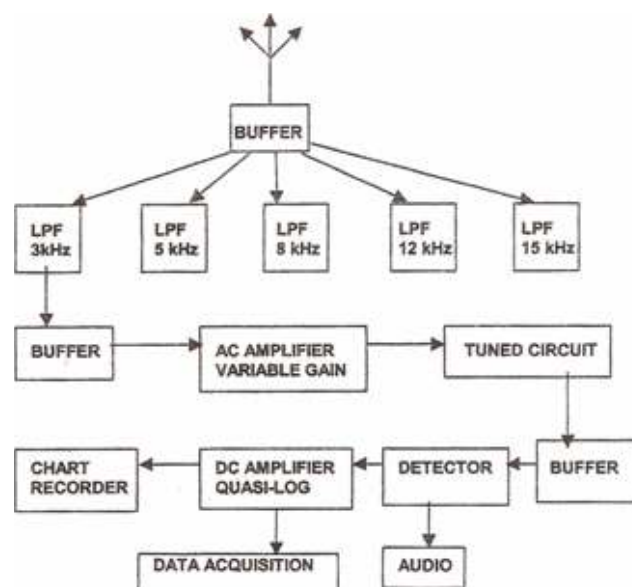 BUFFER
LPF
3kHz
LPF
5 kHz
LPF
8 kHz
LPF
12 kHz
LPF
15 kHz
BUFFER
AC AMPLIFIER
VARIABLE GAIN
TUNED CIRCUIT
CHART
RECORDER
DC AMPLIFIER
QUASI-LOG
DETECTOR
BUFFER
DATA ACQUISITION
AUDIO